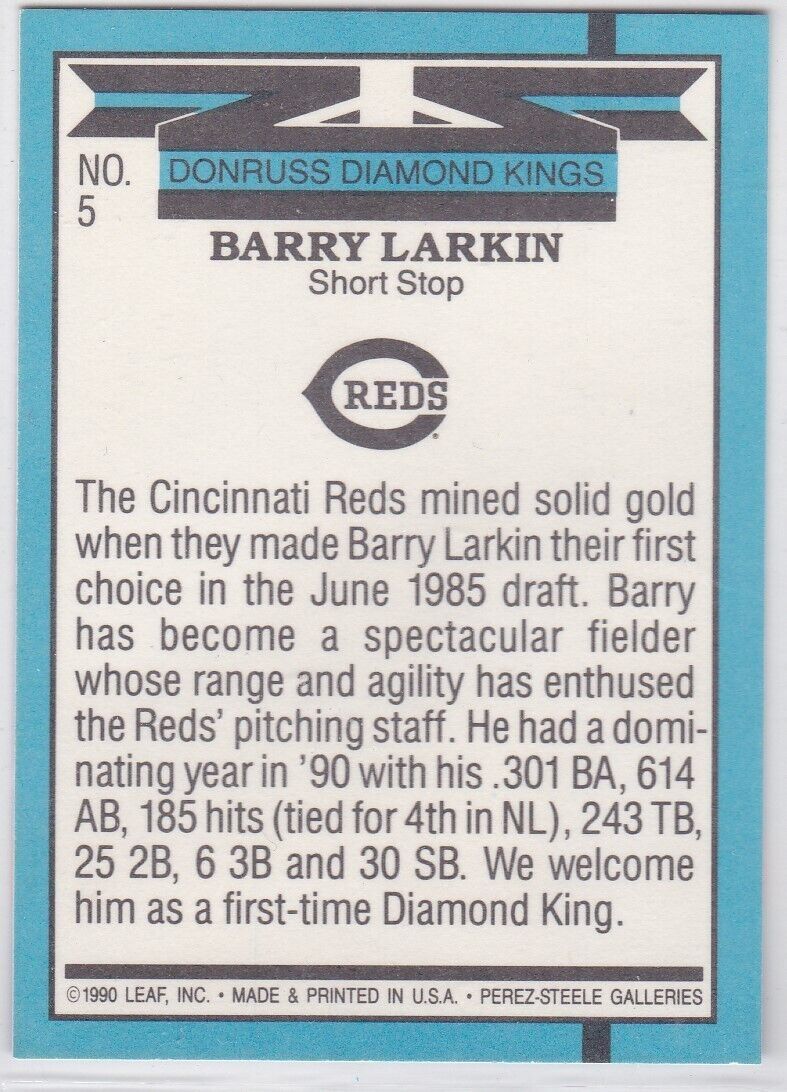 NO.
5
DONRUSS DIAMOND KINGS
BARRY LARKIN
Short Stop
REDS
The Cincinnati Reds mined solid gold
when they made Barry Larkin their first
choice in the June 1985 draft. Barry
has become a spectacular fielder
whose range and agility has enthused
the Reds' pitching staff. He had a domi-
nating year in '90 with his .301 BA, 614
AB, 185 hits (tied for 4th in NL), 243 TB,
25 2B, 6 3B and 30 SB. We welcome
him as a first-time Diamond King.
©1990 LEAF, INC. • MADE & PRINTED IN U.S.A. • PEREZ-STEELE GALLERIES